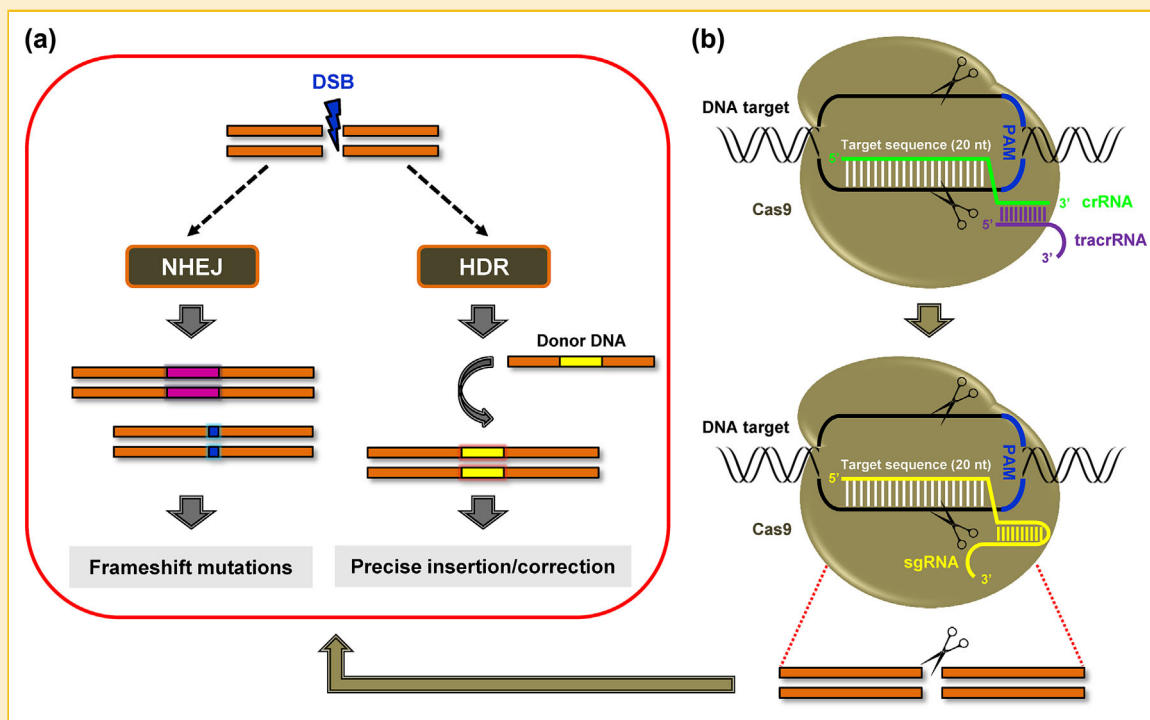 (a)
DSB
NHEJ
HDR
Donor DNA
Frameshift mutations
Precise insertion/correction
(b)
DNA target
PAM
Target sequence (20 nt)
5’
Cas9
3’ crRNA
5’
tracrRNA
3’
DNA target
PAM
Target sequence (20 nt)
5’
Cas9
sgRNA
3’